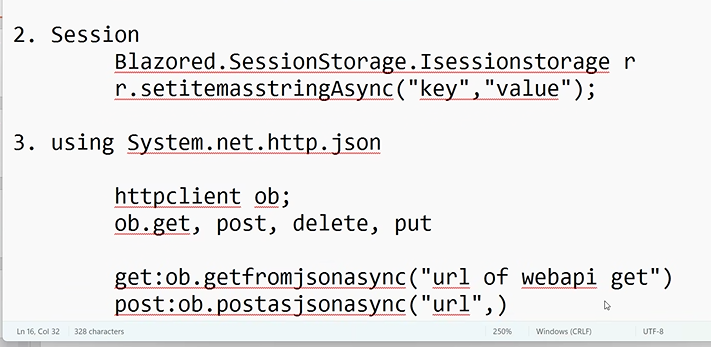 2. Session
Blazored.SessionStorage.Isessionstorage r
r.setitemasstringAsync("key","value");
3. using System.net.http.json
httpclient ob;
ob.get, post, delete, put
get:ob.getfromjsonasync("url of webapi get")
post:ob.postasjsonasync("url",)
Ln 16, Col 32 328 characters 250% Windows (CRLF) UTF-8